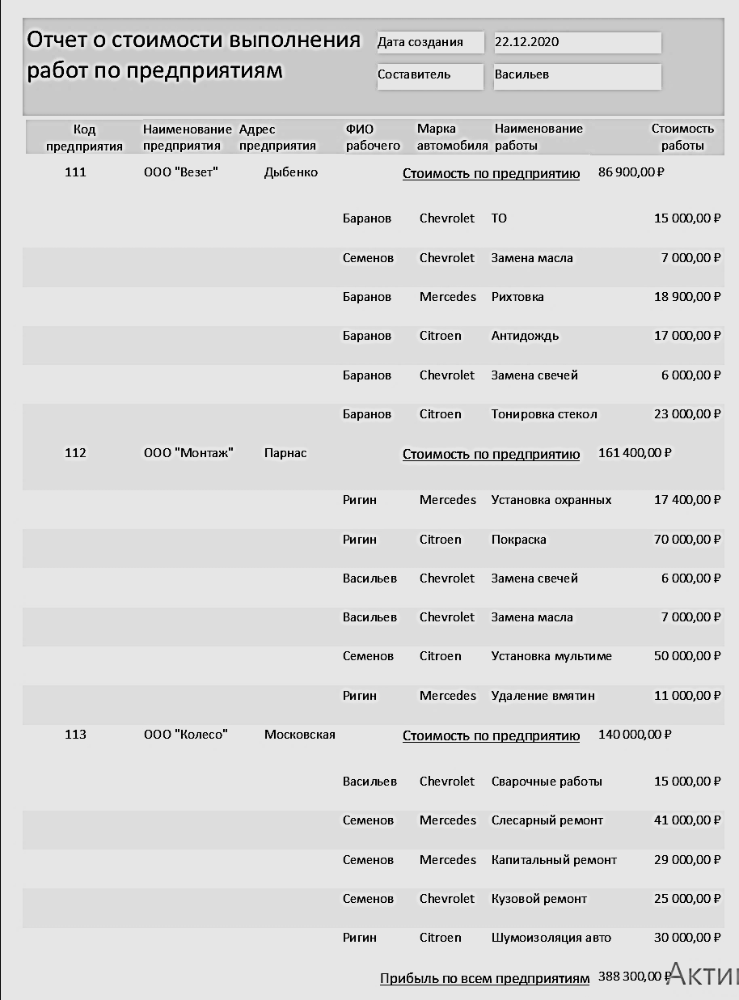 Отчет о стоимости выполнения Дата создания 22.12.2020
работ по предприятиям Составитель Васильев
Код Наименование Адрес ФИО Марка Наименование Стоимость
предприятия предприятия предприятия рабочего автомобиля работы работы
111 ООО "Везет" Дыбенко Стоимость по предприятию 86 900,00 ₽
Баранов Chevrolet ТО 15 000,00 ₽
Семенов Chevrolet Замена масла 7 000,00 ₽
Баранов Mercedes Рихтовка 18 900,00 ₽
Баранов Citroen Антидождь 17 000,00 ₽
Баранов Chevrolet Замена свечей 6 000,00 ₽
Баранов Citroen Тонировка стекол 23 000,00 ₽
112 ООО "Монтаж" Парнас Стоимость по предприятию 161 400,00 ₽
Ригин Mercedes Установка охранных 17 400,00 ₽
Ригин Citroen Покраска 70 000,00 ₽
Васильев Chevrolet Замена свечей 6 000,00 ₽
Васильев Chevrolet Замена масла 7 000,00 ₽
Семенов Citroen Установка мультиме 50 000,00 ₽
Ригин Mercedes Удаление вмятин 11 000,00 ₽
113 ООО "Колесо" Московская Стоимость по предприятию 140 000,00 ₽
Васильев Chevrolet Сварочные работы 15 000,00 ₽
Семенов Mercedes Слесарный ремонт 41 000,00 ₽
Семенов Mercedes Капитальный ремонт 29 000,00 ₽
Семенов Chevrolet Кузовой ремонт 25 000,00 ₽
Ригин Citroen Шумоизоляция авто 30 000,00 ₽
Прибыль по всем предприятиям 388 300,00 ₽